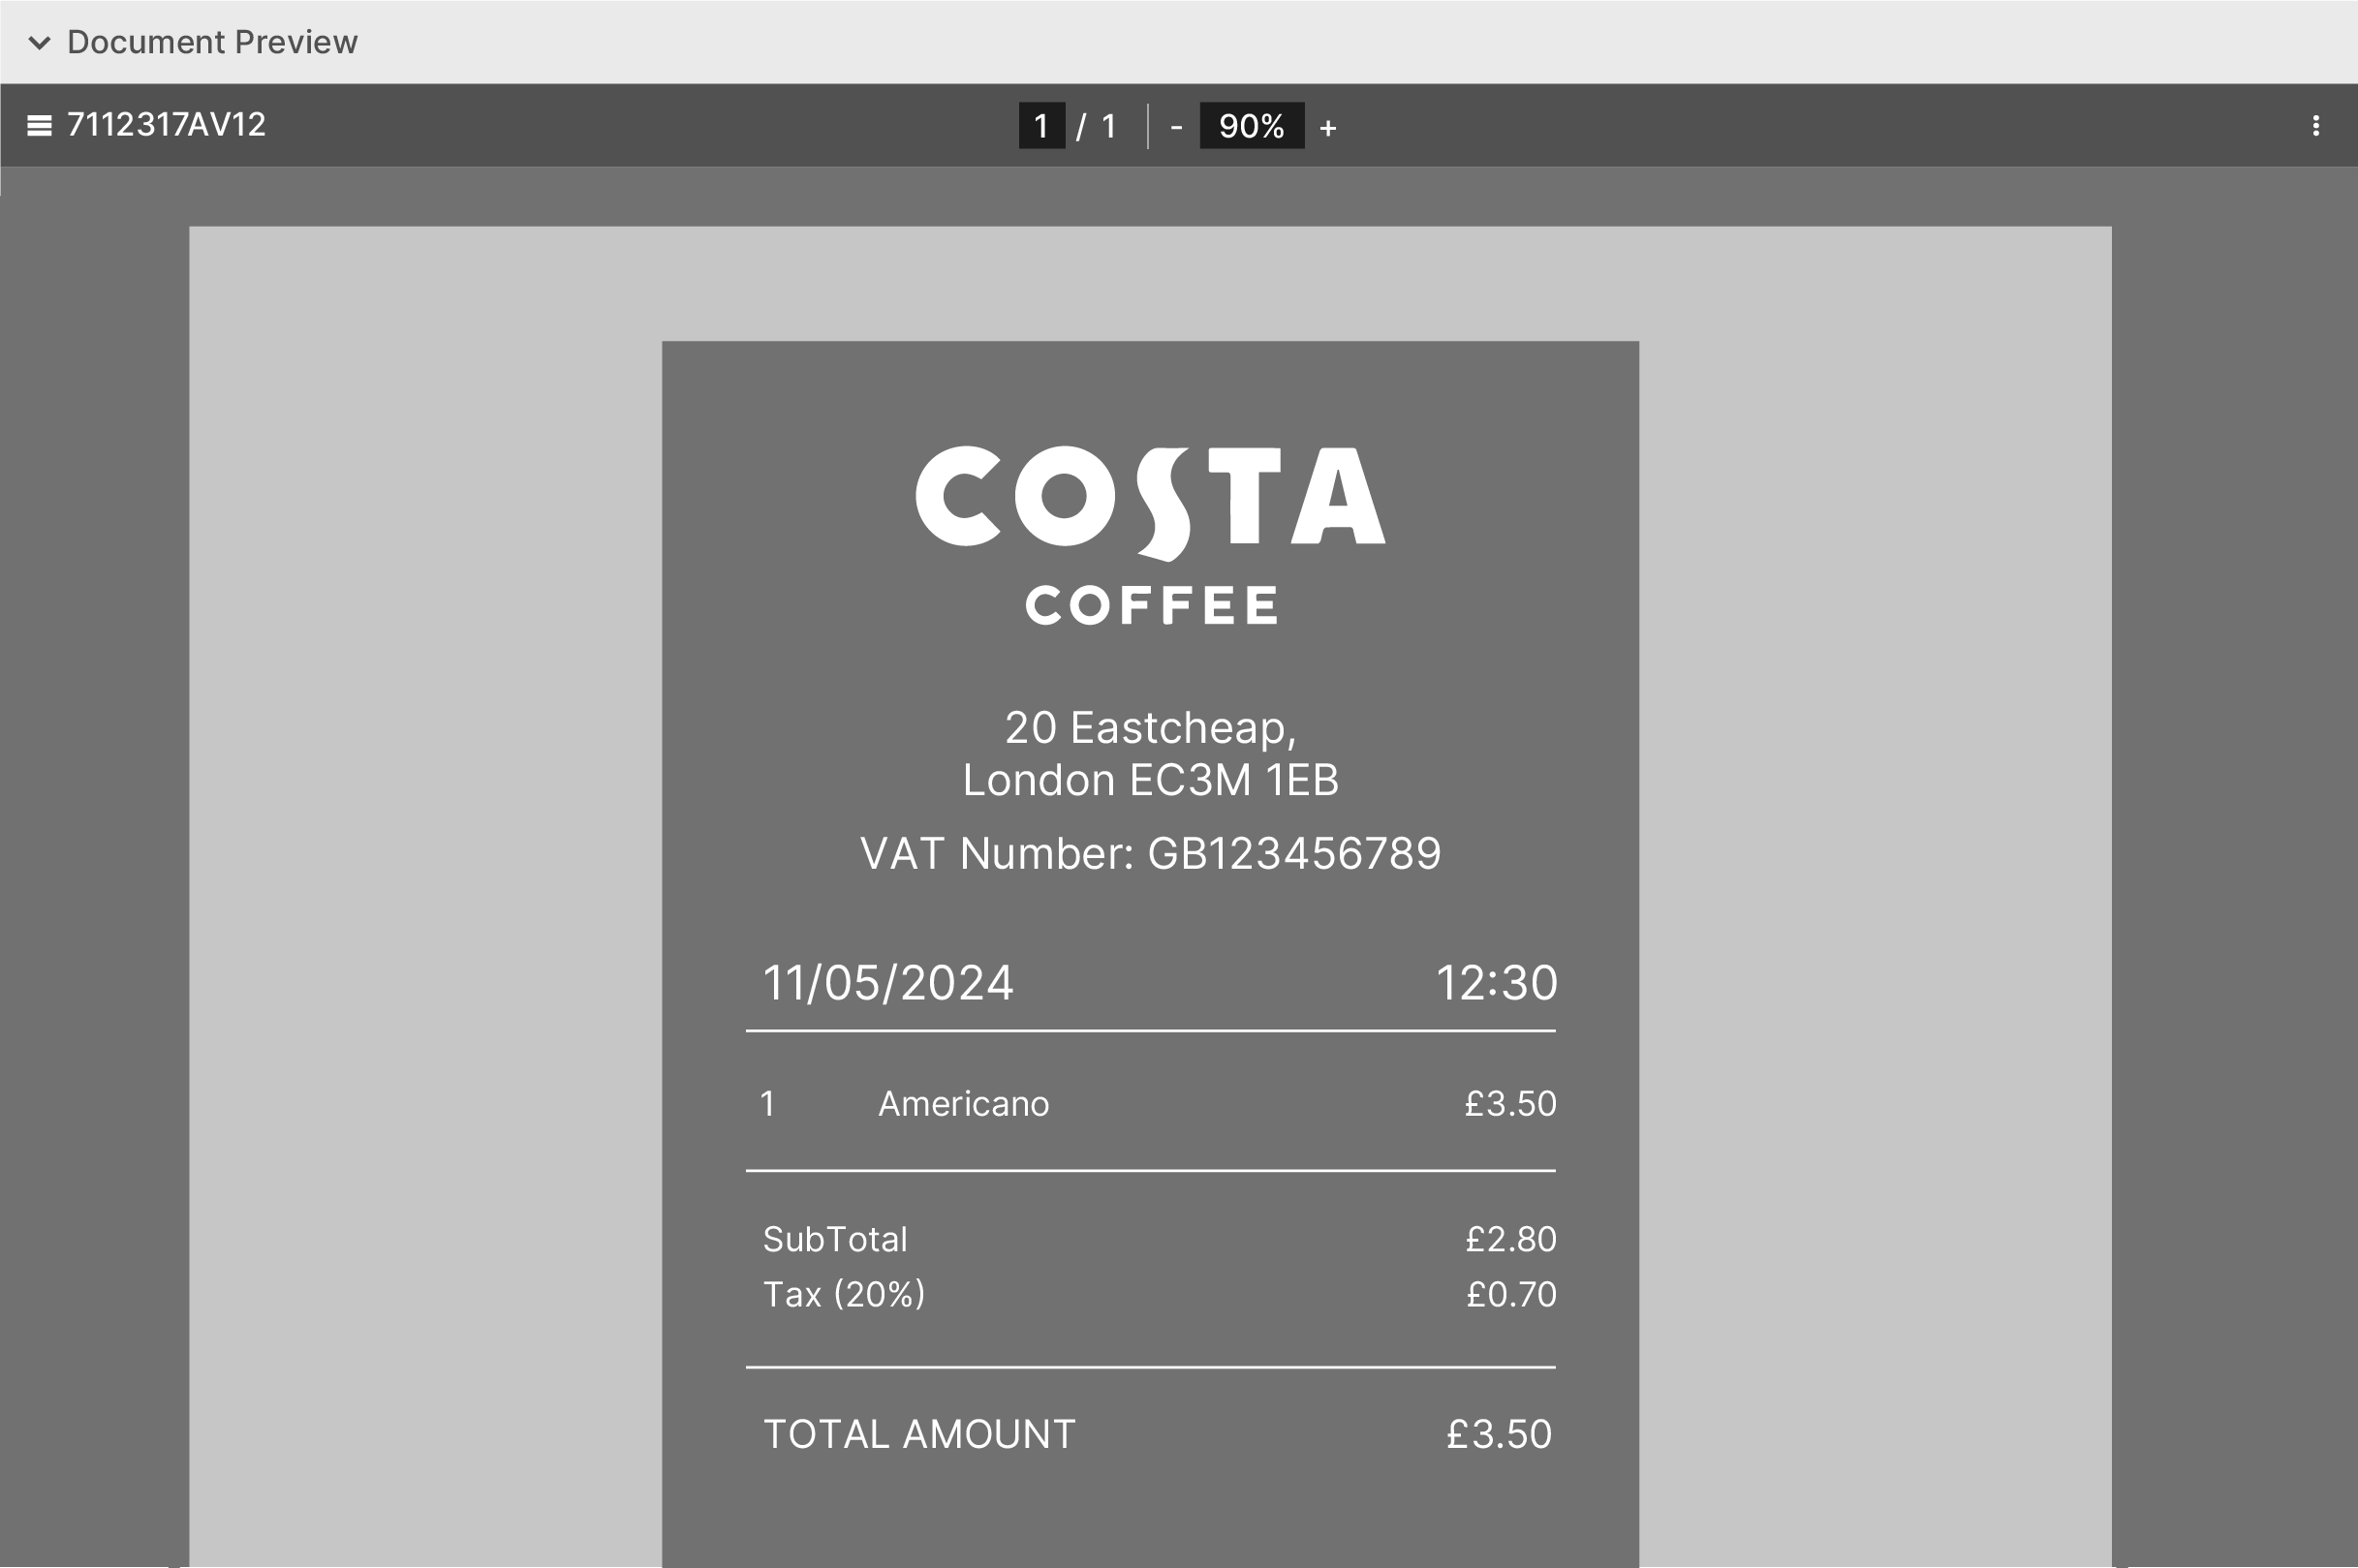 Document Preview
7112317AV12 1 / 1 - 90% +
COSTA
COFFEE
20 Eastcheap,
London EC3M 1EB
VAT Number: GB123456789
11/05/2024 12:30
1 Americano £3.50
SubTotal £2.80
Tax (20%) £0.70
TOTAL AMOUNT £3.50